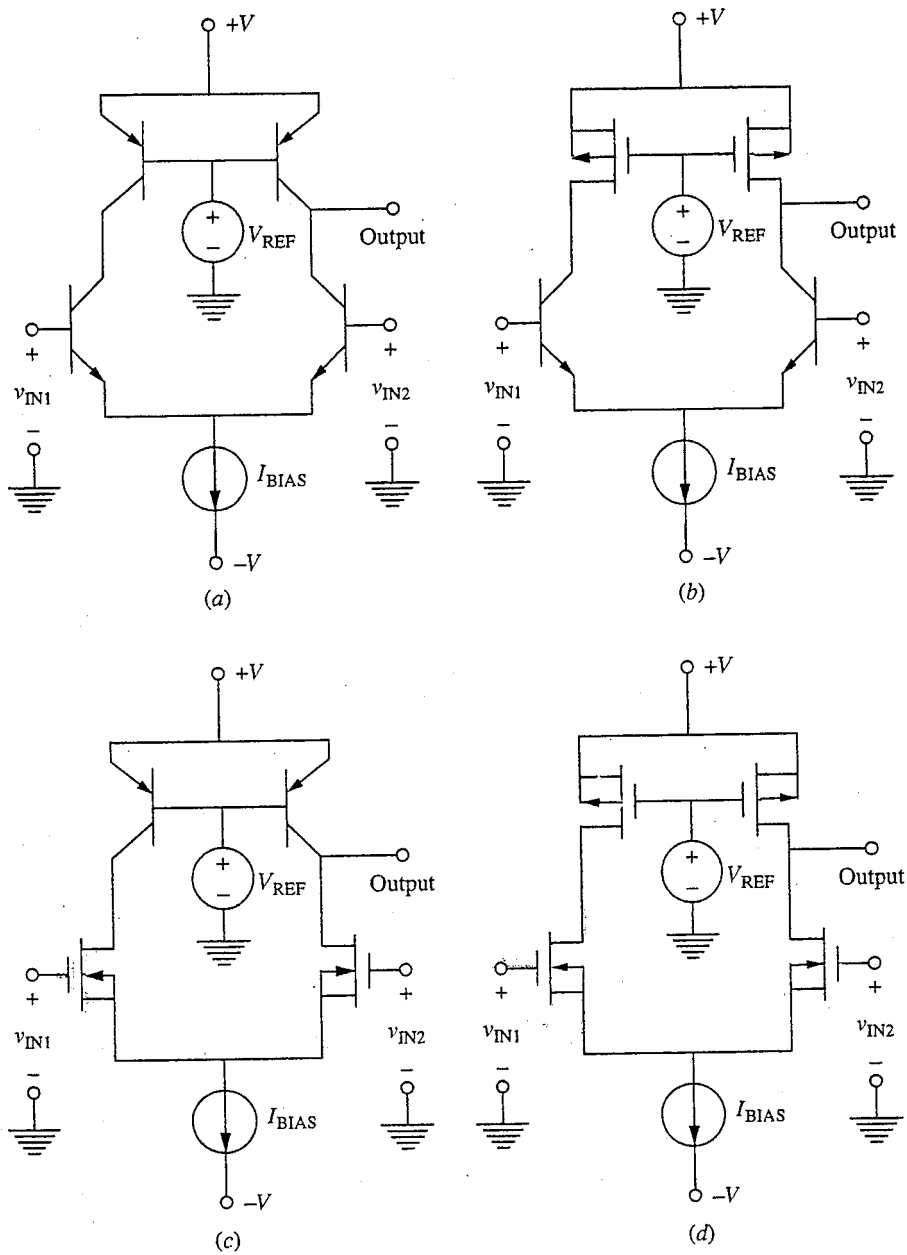 +V
+V
+
−
V_REF
Output
+
−
V_REF
Output
+
v_IN1
−
+
v_IN2
−
+
v_IN1
−
+
v_IN2
−
I_BIAS
I_BIAS
−V
−V
(a)
(b)
+V
+V
+
−
V_REF
Output
+
−
V_REF
Output
+
v_IN1
−
+
v_IN2
−
+
v_IN1
−
+
v_IN2
−
I_BIAS
I_BIAS
−V
−V
(c)
(d)